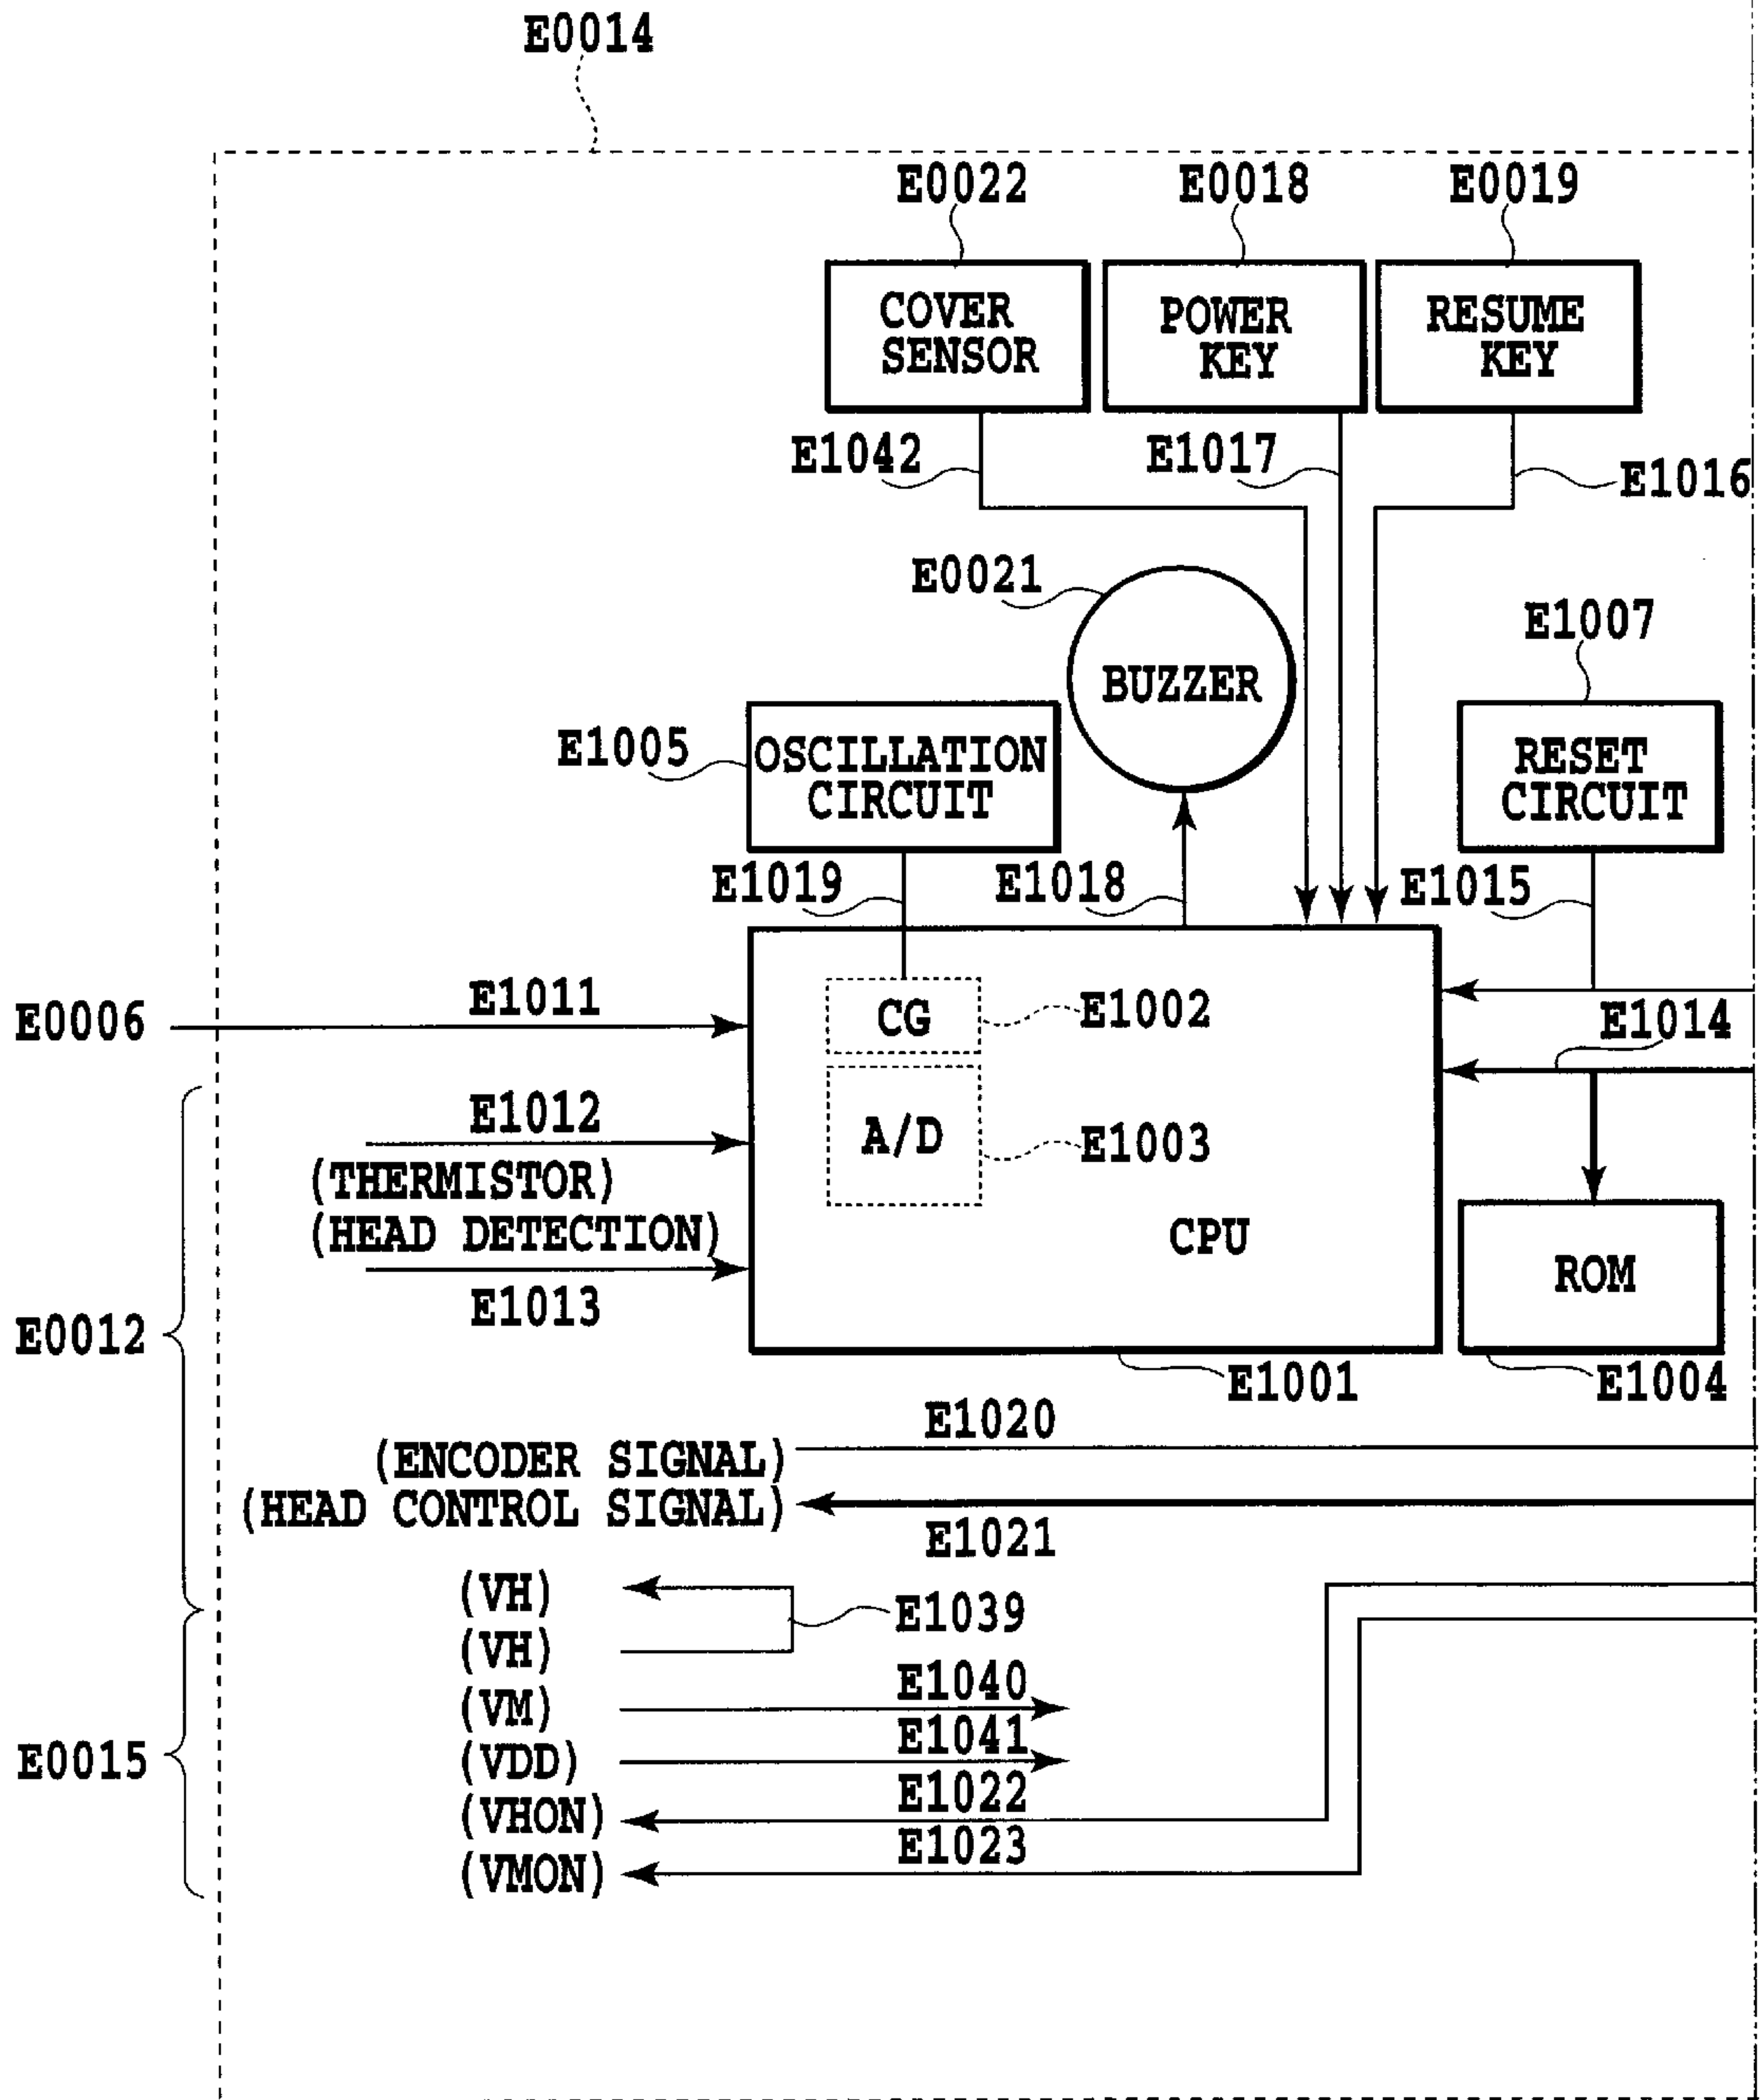 E0014
E0022
E0018
E0019
COVER
SENSOR
POWER
KEY
RESUME
KEY
E1042
E1017
E1016
E0021
E1007
BUZZER
E1005
OSCILLATION
CIRCUIT
RESET
CIRCUIT
E1019
E1018
E1015
E0006
E1011
CG
E1002
E1014
E1012
A/D
E1003
(THERMISTOR)
(HEAD DETECTION)
CPU
ROM
E1013
E0012
E1001
E1004
E1020
(ENCODER SIGNAL)
(HEAD CONTROL SIGNAL)
E1021
(VH)
E1039
(VH)
E1040
(VM)
E1041
E0015
(VDD)
E1022
(VHON)
E1023
(VMON)